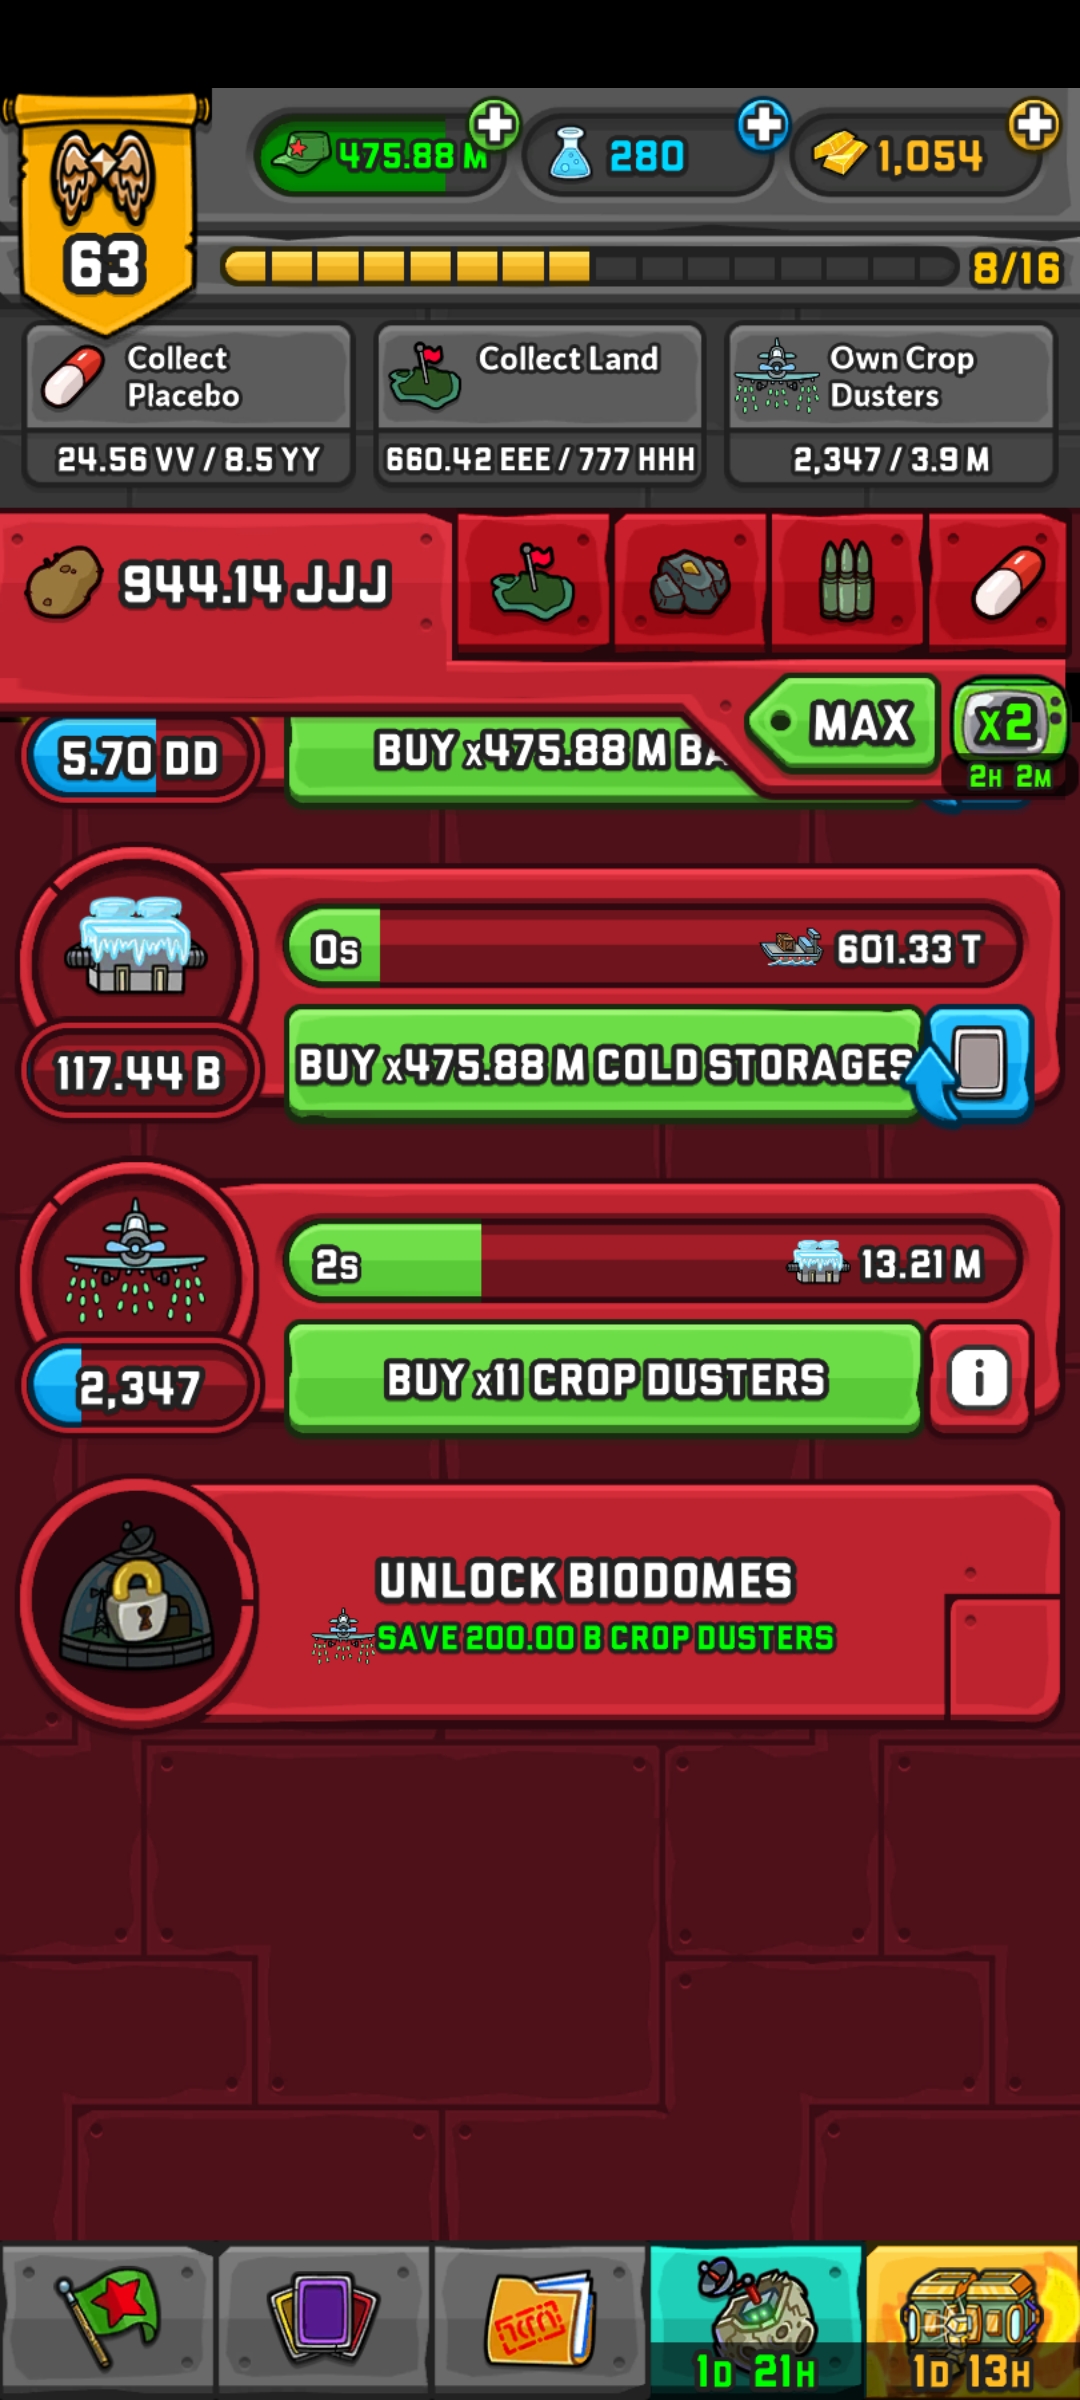 475.88 M
280
1,054
63
8/16
Collect
Placebo
24.56 VV / 8.5 YY
Collect Land
660.42 EEE / 777 HHH
Own Crop
Dusters
2,347 / 3.9 M
944.14 JJJ
MAX
x2
2H 2M
5.70 DD
BUY x475.88 M BA
0s
601.33 T
117.44 B
BUY x475.88 M COLD STORAGES
2s
13.21 M
2,347
BUY x11 CROP DUSTERS
i
UNLOCK BIODOMES
SAVE 200.00 B CROP DUSTERS
1D 21H
1D 13H